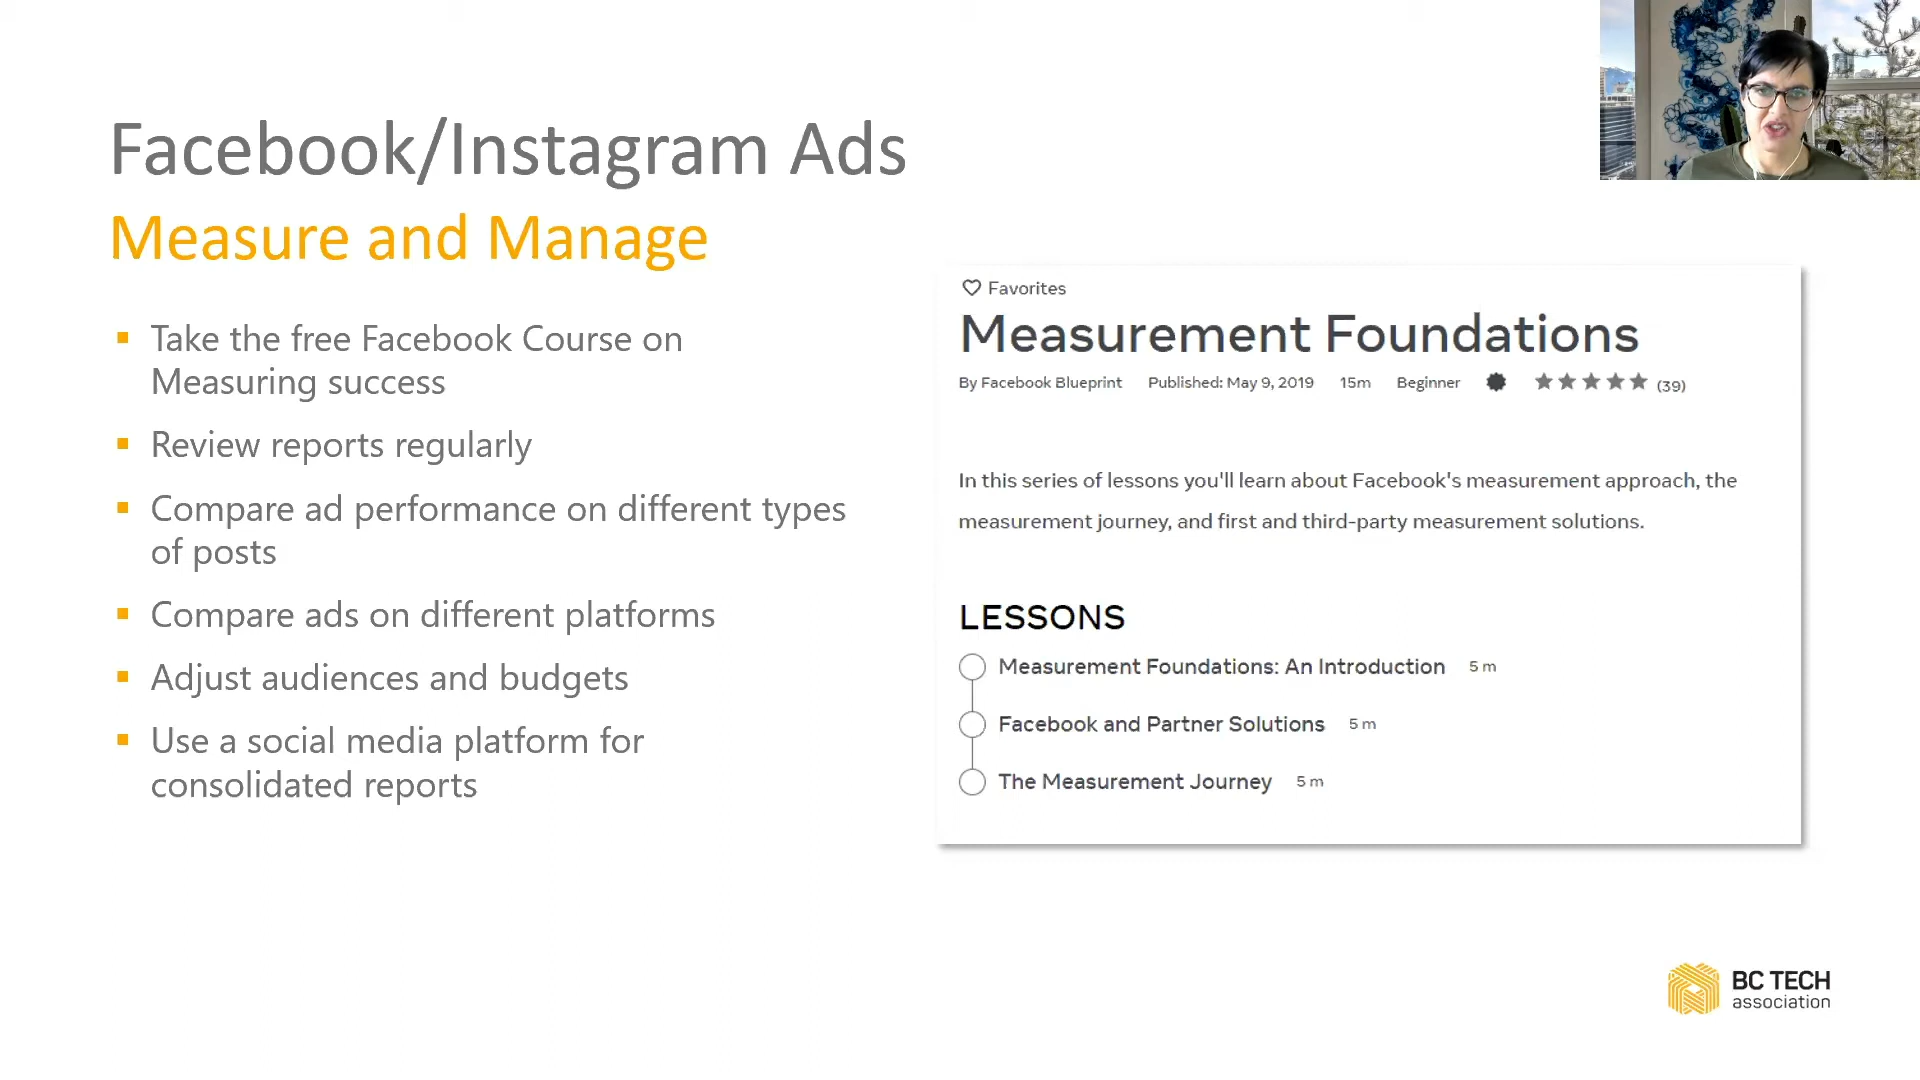 Facebook/Instagram Ads
Measure and Manage
Take the free Facebook Course on
Measuring success
Review reports regularly
Compare ad performance on different types
of posts
Compare ads on different platforms
Adjust audiences and budgets
Use a social media platform for
consolidated reports
Favorites
Measurement Foundations
By Facebook Blueprint Published: May 9, 2019 15m Beginner (39)
In this series of lessons you'll learn about Facebook's measurement approach, the
measurement journey, and first and third-party measurement solutions.
LESSONS
Measurement Foundations: An Introduction 5 m
Facebook and Partner Solutions 5 m
The Measurement Journey 5 m
BC TECH
association